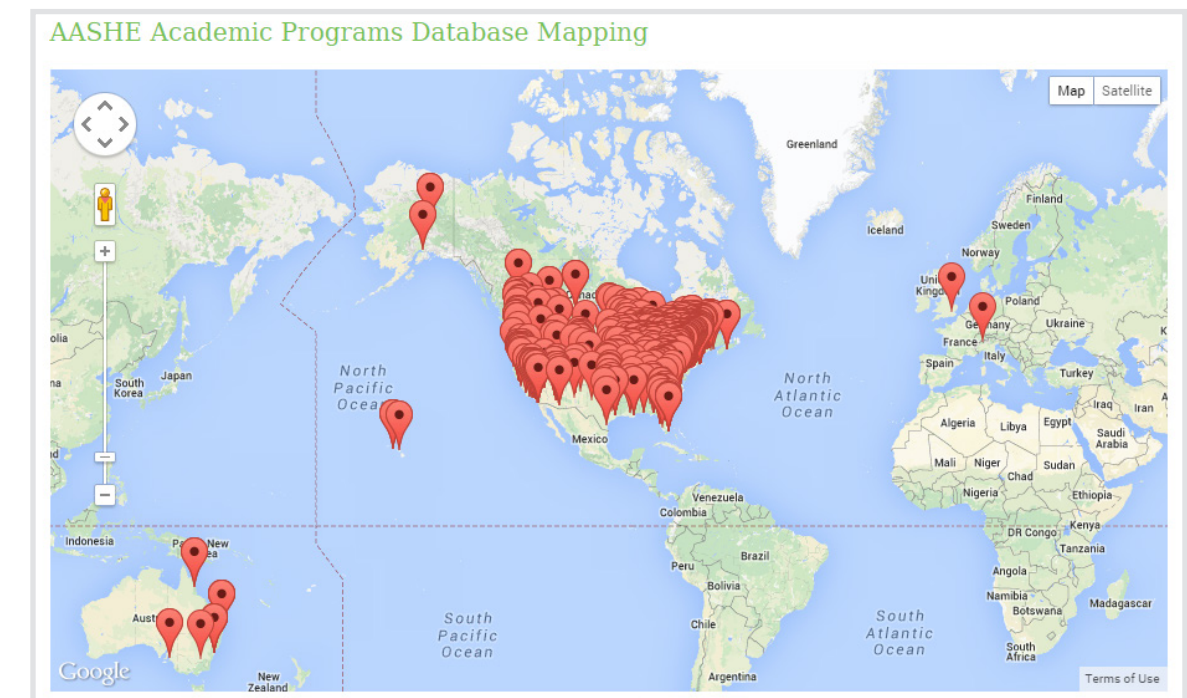 AASHE Academic Programs Database Mapping
Map
Satellite
Greenland
Finland
Iceland
Sweden
Norway
Poland
Ukraine
Germany
France
Italy
Spain
Turkey
South
Korea
Japan
North
Pacific
Ocean
North
Atlantic
Ocean
Iraq
Iran
Algeria
Libya
Egypt
Saudi
Arabia
Mexico
Mali
Niger
Chad
Sudan
Nigeria
Ethiopia
Venezuela
Colombia
Indonesia
DR Congo
Kenya
Tanzania
Peru
Brazil
Angola
Bolivia
Namibia
Botswana
Madagascar
Chile
South
Pacific
Ocean
South
Atlantic
Ocean
South
Africa
Google
New
Zealand
Argentina
Terms of Use